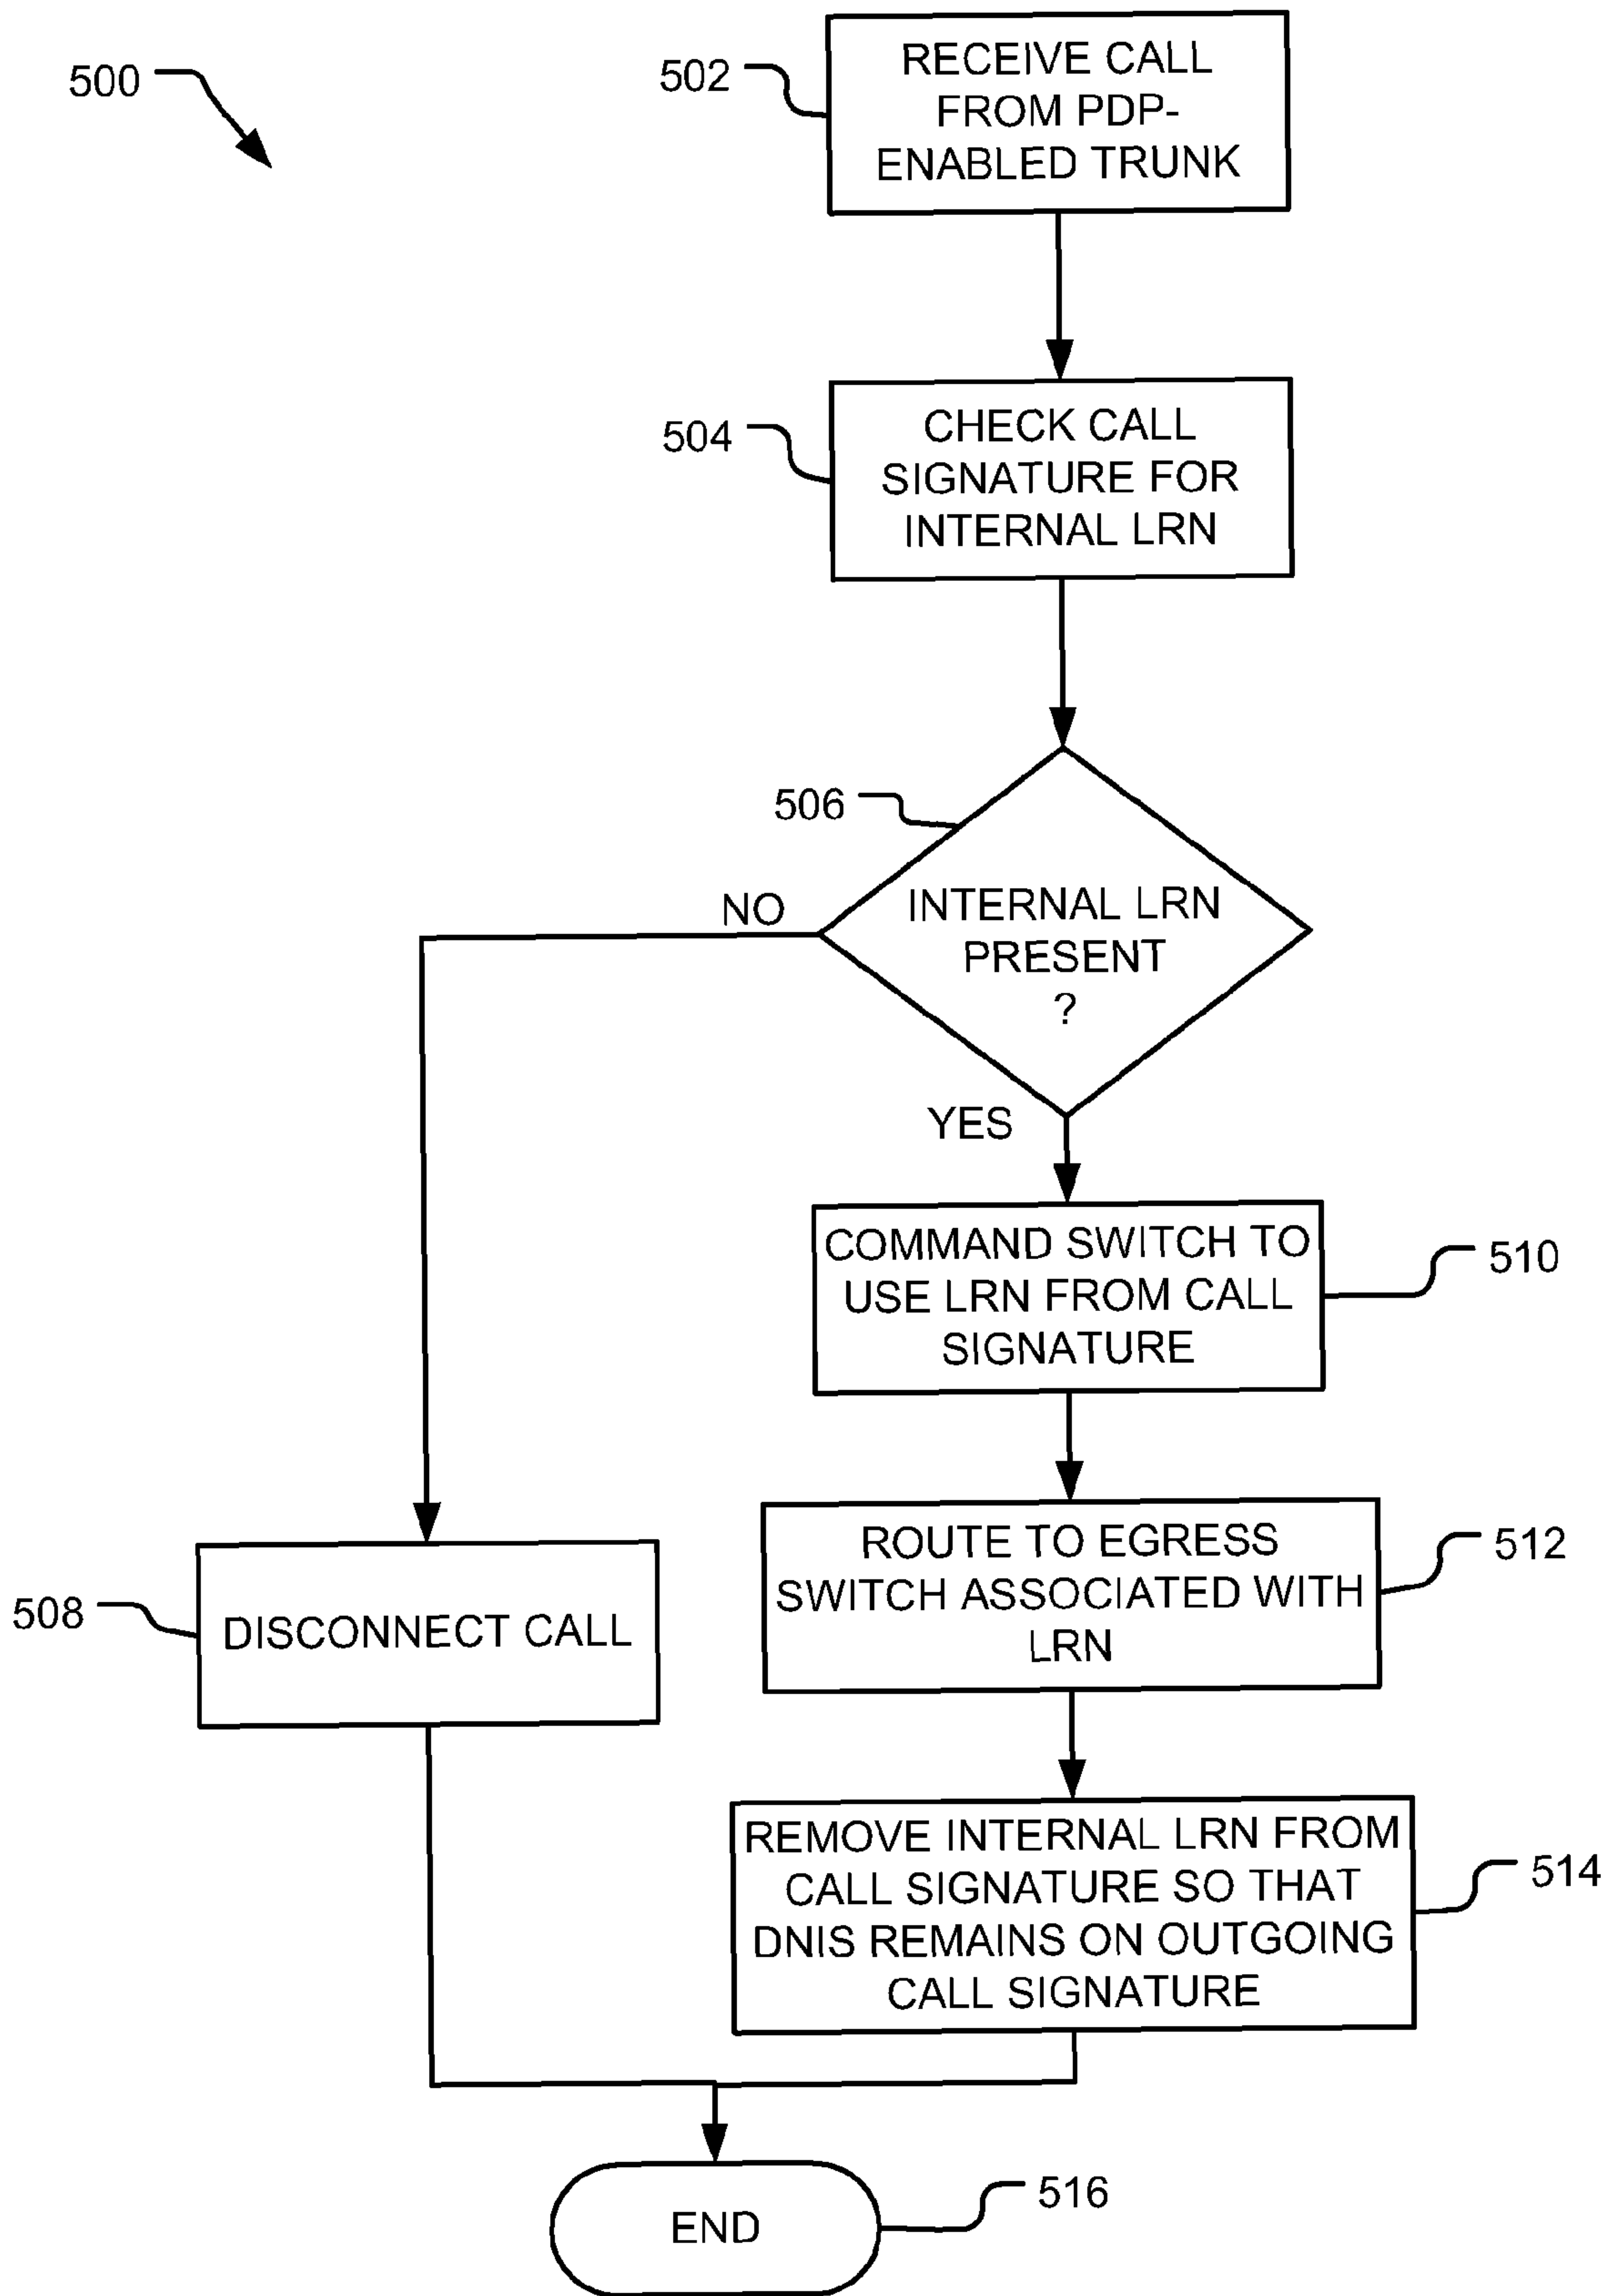 500
502
RECEIVE CALL
FROM PDP-
ENABLED TRUNK
504
CHECK CALL
SIGNATURE FOR
INTERNAL LRN
506
NO
INTERNAL LRN
PRESENT
?
YES
COMMAND SWITCH TO
USE LRN FROM CALL
SIGNATURE
510
ROUTE TO EGRESS
SWITCH ASSOCIATED WITH
LRN
512
508
DISCONNECT CALL
REMOVE INTERNAL LRN FROM
CALL SIGNATURE SO THAT
DNIS REMAINS ON OUTGOING
CALL SIGNATURE
514
END
516